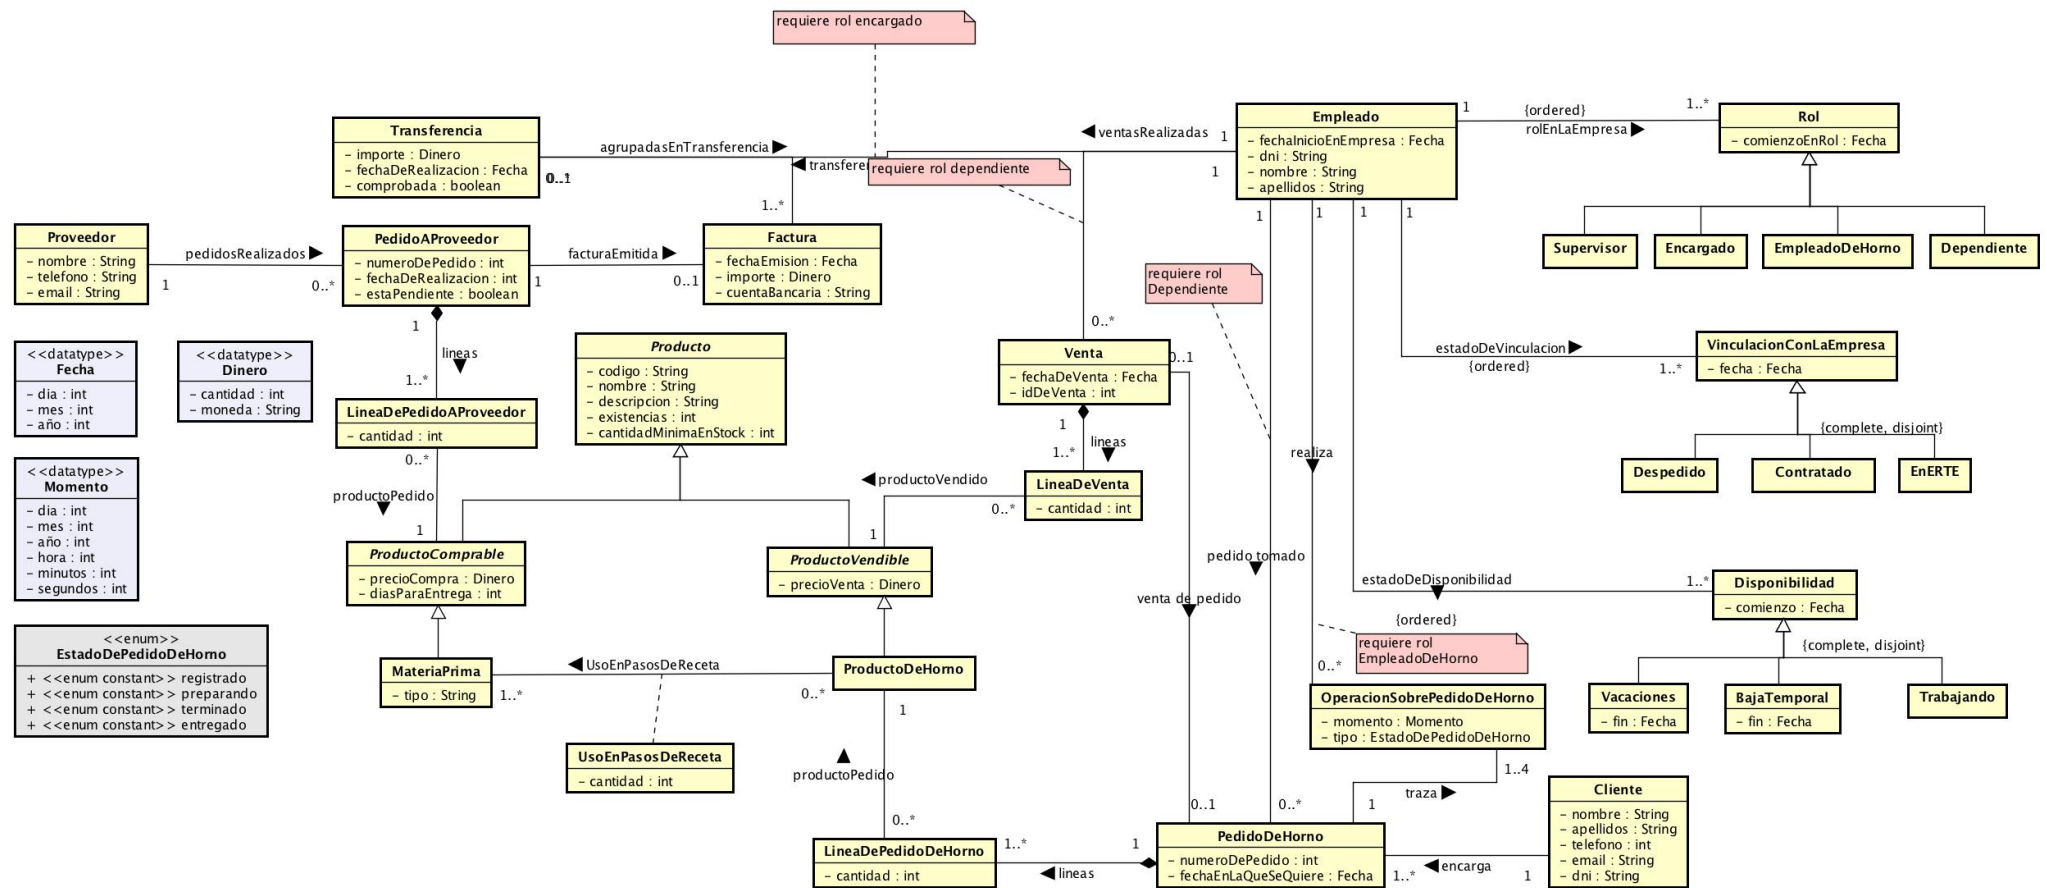 requiere rol encargado
Transferencia
– importe : Dinero
– fechaDeRealizacion : Fecha
– comprobada : boolean
agrupadasEnTransferencia
1..*
ventasRealizadas
1
1
requiere rol dependiente
Empleado
– fechaInicioEnEmpresa : Fecha
– dni : String
– nombre : String
– apellidos : String
1
{ordered}
rolEnLaEmpresa
1..*
Rol
– comienzoEnRol : Fecha
Supervisor
Encargado
EmpleadoDeHorno
Dependiente
Proveedor
– nombre : String
– telefono : String
– email : String
pedidosRealizados
1
0..*
PedidoAProveedor
– numeroDePedido : int
– fechaDeRealizacion : int
– estaPendiente : boolean
facturaEmitida
1
0..1
Factura
– fechaEmision : Fecha
– importe : Dinero
– cuentaBancaria : String
1
1
1
1
requiere rol
Dependiente
<<datatype>>
Fecha
– dia : int
– mes : int
– año : int
<<datatype>>
Dinero
– cantidad : int
– moneda : String
1
lineas
1..*
LineaDePedidoAProveedor
– cantidad : int
0..*
productoPedido
1
Producto
– codigo : String
– nombre : String
– descripcion : String
– existencias : int
– cantidadMinimaEnStock : int
0..*
Venta
– fechaDeVenta : Fecha
– idDeVenta : int
0..1
1
lineas
1..*
LineaDeVenta
– cantidad : int
productoVendido
0..*
1
realiza
estadoDeVinculacion
{ordered}
1..*
VinculacionConLaEmpresa
– fecha : Fecha
{complete, disjoint}
Despedido
Contratado
EnERTE
<<datatype>>
Momento
– dia : int
– mes : int
– año : int
– hora : int
– minutos : int
– segundos : int
ProductoComprable
– precioCompra : Dinero
– diasParaEntrega : int
ProductoVendible
– precioVenta : Dinero
pedido tomado
venta de pedido
estadoDeDisponibilidad
1..*
{ordered}
Disponibilidad
– comienzo : Fecha
{complete, disjoint}
Vacaciones
– fin : Fecha
BajaTemporal
– fin : Fecha
Trabajando
requiere rol
EmpleadoDeHorno
0..*
<<enum>>
EstadoDePedidoDeHorno
+ <<enum constant>> registrado
+ <<enum constant>> preparando
+ <<enum constant>> terminado
+ <<enum constant>> entregado
MateriaPrima
– tipo : String
UsoEnPasosDeReceta
1..*
0..*
ProductoDeHorno
1
UsoEnPasosDeReceta
– cantidad : int
productoPedido
0..*
OperacionSobrePedidoDeHorno
– momento : Momento
– tipo : EstadoDePedidoDeHorno
1..4
traza
1
0..1
0..*
LineaDePedidoDeHorno
– cantidad : int
1..*
1
lineas
PedidoDeHorno
– numeroDePedido : int
– fechaEnLaQueSeQuiere : Fecha
encarga
1..*
1
Cliente
– nombre : String
– apellidos : String
– telefono : int
– email : String
– dni : String